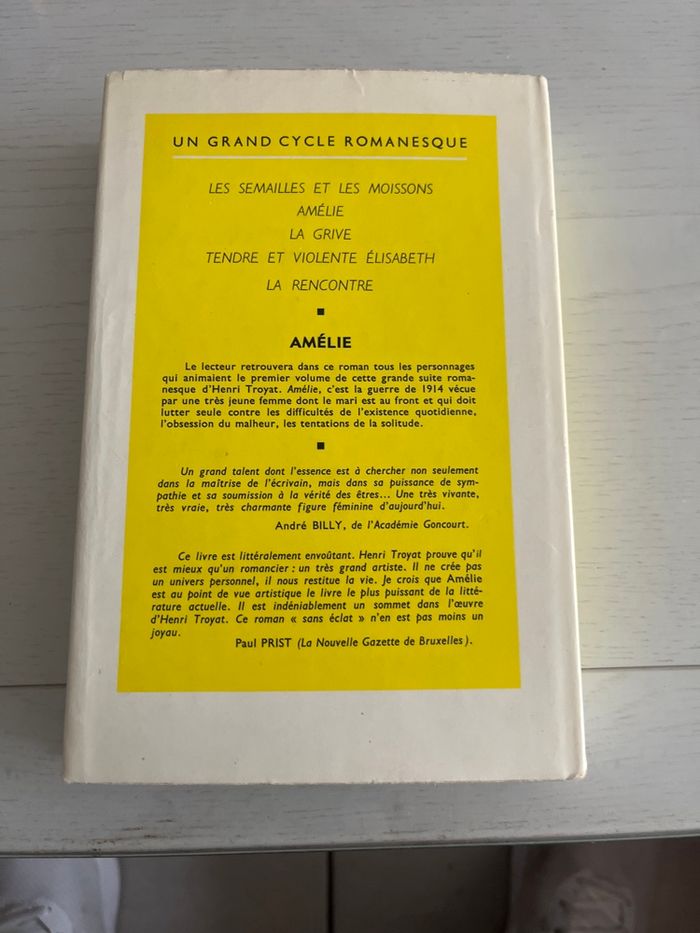 UN GRAND CYCLE ROMANESQUE
LES SEMAILLES ET LES MOISSONS
AMÉLIE
LA GRIVE
TENDRE ET VIOLENTE ÉLISABETH
LA RENCONTRE
AMÉLIE
Le lecteur retrouvera dans ce roman tous les personnages
qui animaient le premier volume de cette grande suite roma-
nesque d'Henri Troyat. Amélie, c'est la guerre de 1914 vécue
par une très jeune femme dont le mari est au front et qui doit
lutter seule contre les difficultés de l'existence quotidienne,
l'obsession du malheur, les tentations de la solitude.
Un grand talent dont l'essence est à chercher non seulement
dans la maîtrise de l'écrivain, mais dans sa puissance de sym-
pathie et sa soumission à la vérité des êtres... Une très vivante,
très vraie, très charmante figure féminine d'aujourd'hui.
André BILLY, de l'Académie Goncourt.
Ce livre est littéralement envoûtant. Henri Troyat prouve qu'il
est mieux qu'un romancier : un très grand artiste. Il ne crée pas
un univers personnel, il nous restitue la vie. Je crois que Amélie
est au point de vue artistique le livre le plus puissant de la litté-
rature actuelle. Il est indéniablement un sommet dans l'œuvre
d'Henri Troyat. Ce roman « sans éclat » n'en est pas moins un
joyau.
Paul PRIST (La Nouvelle Gazette de Bruxelles).